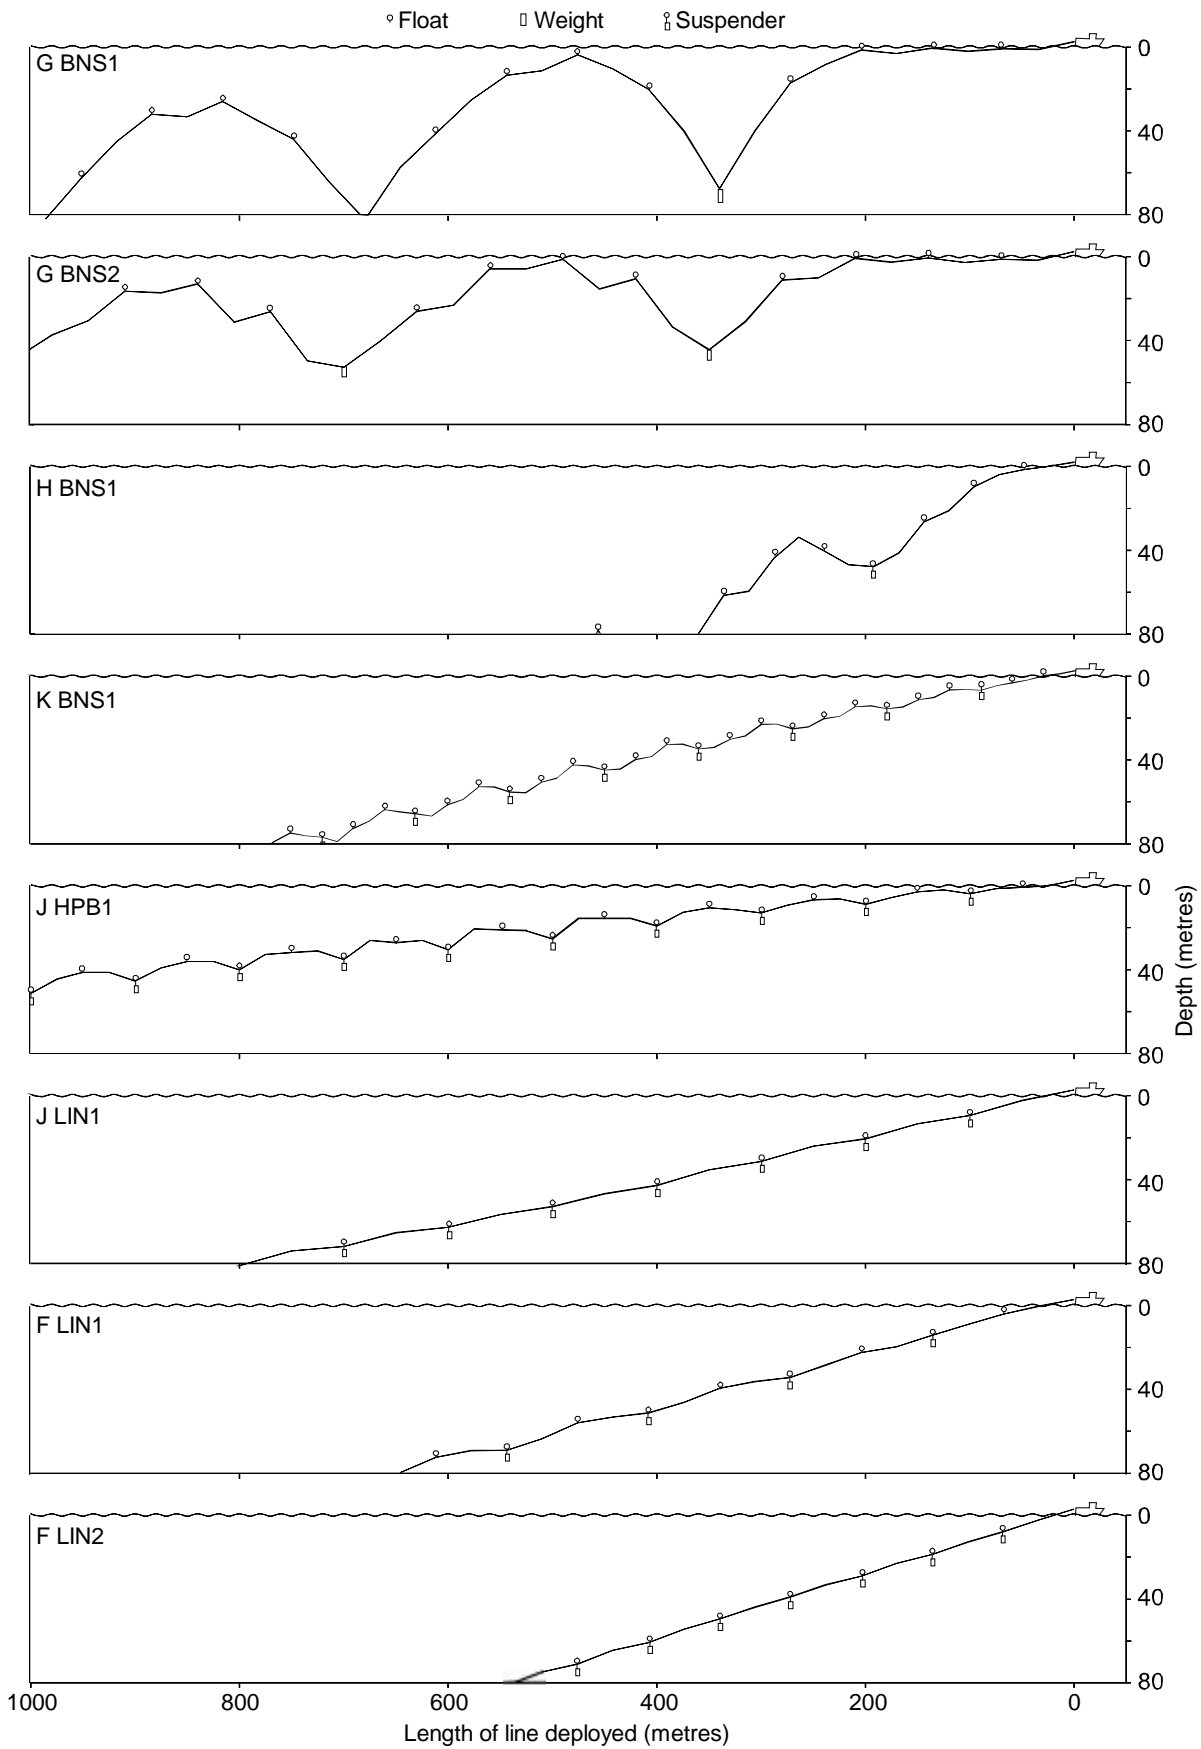 Float Weight Suspender
G BNS1
0
40
80
G BNS2
0
40
80
H BNS1
0
40
80
K BNS1
0
40
80
J HPB1
0
40
80
Depth (metres)
J LIN1
0
40
80
F LIN1
0
40
80
F LIN2
0
40
80
1000 800 600 400 200 0
Length of line deployed (metres)